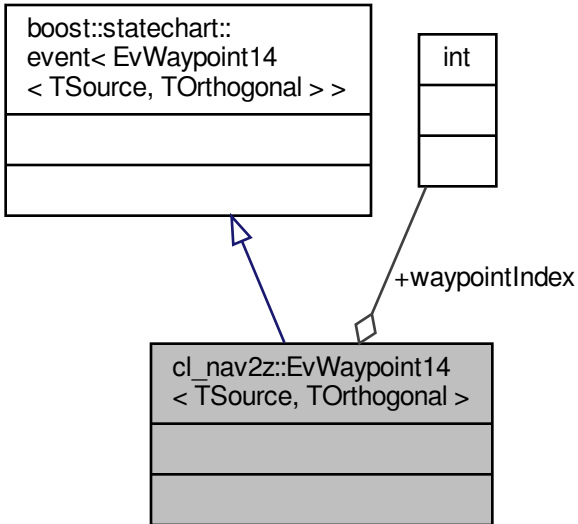 boost::statechart::
event< EvWaypoint14
< TSource, TOrthogonal > >
int
+waypointIndex
cl_nav2z::EvWaypoint14
< TSource, TOrthogonal >